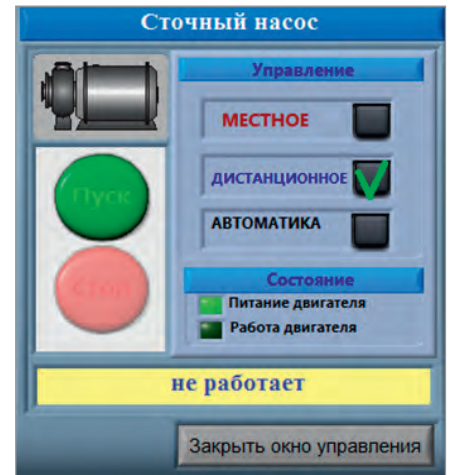 Сточный насос
Управление
МЕСТНОЕ
ДИСТАНЦИОННОЕ
АВТОМАТИКА
Пуск
Стоп
Состояние
Питание двигателя
Работа двигателя
не работает
Закрыть окно управления